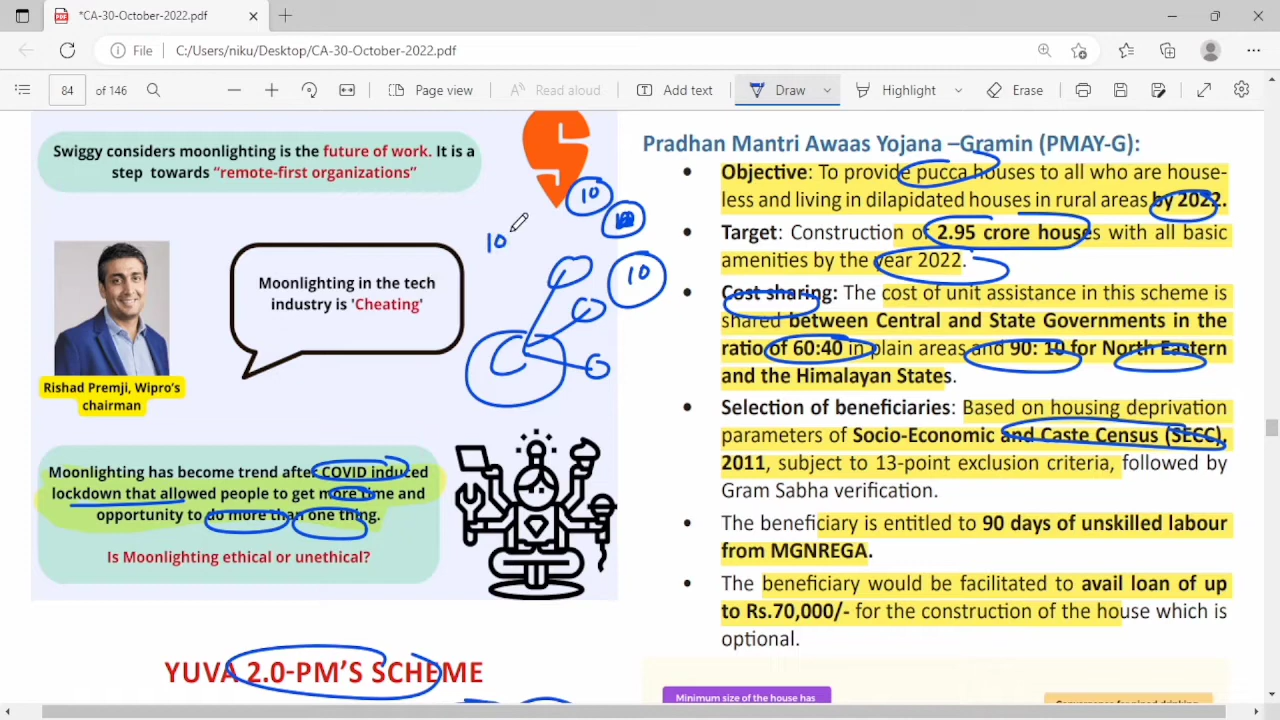 *CA-30-October-2022.pdf
File
C:/Users/niku/Desktop/CA-30-October-2022.pdf
84 of 146
Page view
Read aloud
Add text
Draw
Highlight
Erase
Swiggy considers moonlighting is the future of work. It is a
step towards “remote-first organizations”
10
10
10
Moonlighting in the tech
industry is 'Cheating'
Rishad Premji, Wipro’s
chairman
Moonlighting has become trend after COVID induced
lockdown that allowed people to get more time and
opportunity to do more than one thing.
Is Moonlighting ethical or unethical?
YUVA 2.0-PM’S SCHEME
Pradhan Mantri Awaas Yojana –Gramin (PMAY-G):
• Objective: To provide pucca houses to all who are house-
less and living in dilapidated houses in rural areas by 2022.
• Target: Construction of 2.95 crore houses with all basic
amenities by the year 2022.
• Cost sharing: The cost of unit assistance in this scheme is
shared between Central and State Governments in the
ratio of 60:40 in plain areas and 90: 10 for North Eastern
and the Himalayan States.
• Selection of beneficiaries: Based on housing deprivation
parameters of Socio-Economic and Caste Census (SECC),
2011, subject to 13-point exclusion criteria, followed by
Gram Sabha verification.
• The beneficiary is entitled to 90 days of unskilled labour
from MGNREGA.
• The beneficiary would be facilitated to avail loan of up
to Rs.70,000/- for the construction of the house which is
optional.
Minimum size of the house has